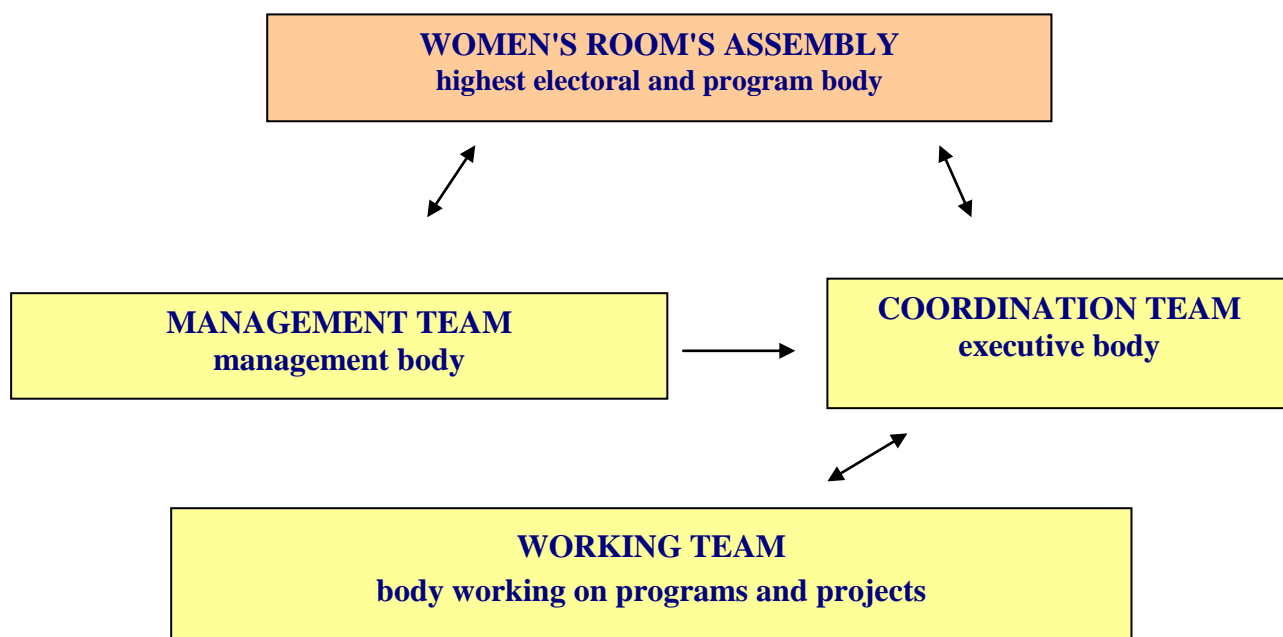 WOMEN'S ROOM'S ASSEMBLY
highest electoral and program body
MANAGEMENT TEAM
management body
COORDINATION TEAM
executive body
WORKING TEAM
body working on programs and projects